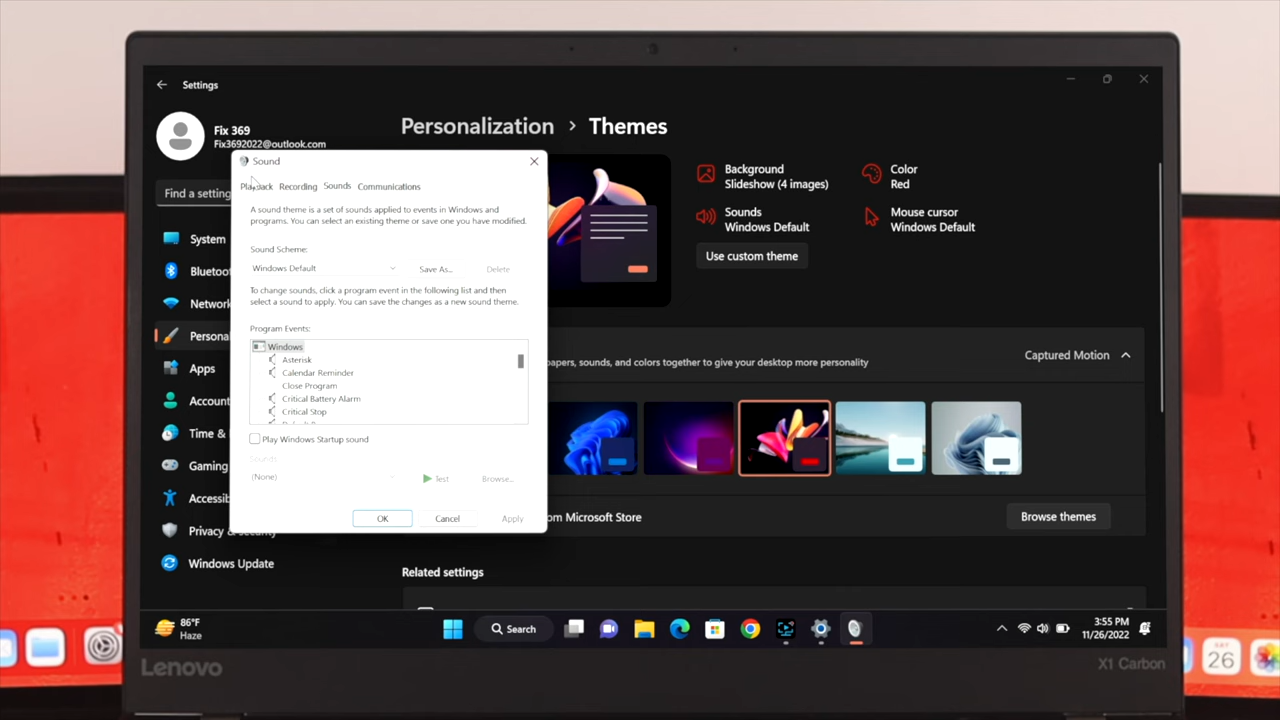 Settings
Fix 369
Fix3692022@outlook.com
Find a setting
System
Bluetoo
Network
Persona
Apps
Account
Time &
Gaming
Accessib
Privacy & security
Windows Update
Personalization > Themes
Background
Slideshow (4 images)
Color
Red
Sounds
Windows Default
Mouse cursor
Windows Default
Use custom theme
Sound
Playback Recording Sounds Communications
A sound theme is a set of sounds applied to events in Windows and
programs. You can select an existing theme or save one you have modified.
Sound Scheme:
Windows Default
Save As...
Delete
To change sounds, click a program event in the following list and then
select a sound to apply. You can save the changes as a new sound theme.
Program Events:
Windows
Asterisk
Calendar Reminder
Close Program
Critical Battery Alarm
Critical Stop
Play Windows Startup sound
Sounds:
(None)
Test
Browse...
OK
Cancel
Apply
papers, sounds, and colors together to give your desktop more personality
Captured Motion
om Microsoft Store
Browse themes
Related settings
86°F
Haze
Search
3:55 PM
11/26/2022
Lenovo
X1 Carbon
SAT
26